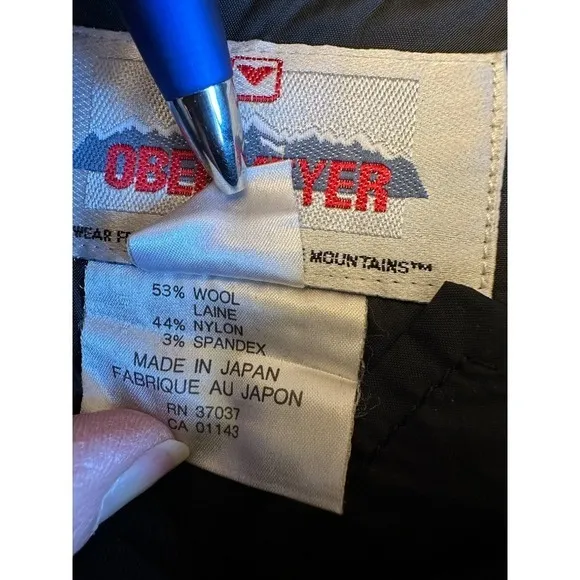 OBE YER
WEAR
MOUNTAINS™
53% WOOL
LAINE
44% NYLON
3% SPANDEX
MADE IN JAPAN
FABRIQUE AU JAPON
RN 37037
CA 01143